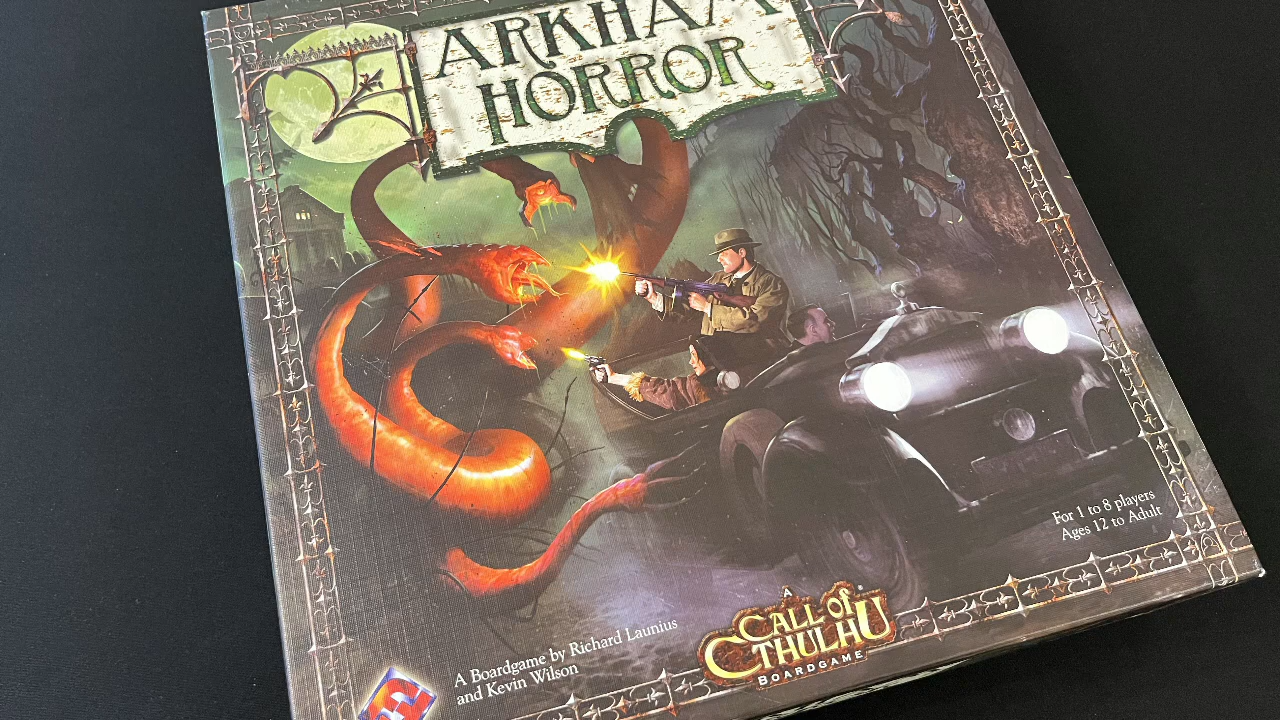 ARKHAM
HORROR
For 1 to 8 players
Ages 12 to Adult
A Boardgame by Richard Launius
and Kevin Wilson
A
CALL of
CTHULHU
BOARDGAME